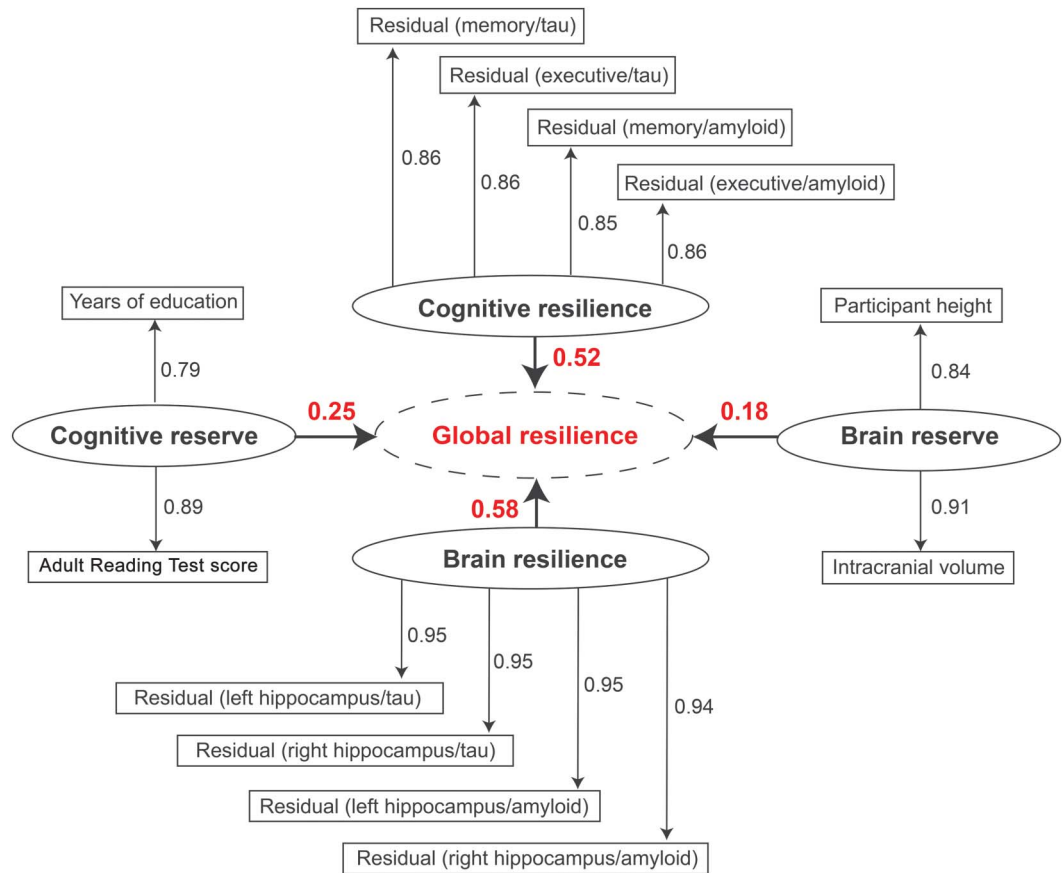 Residual (memory/tau)
Residual (executive/tau)
Residual (memory/amyloid)
0.86
0.86
Residual (executive/amyloid)
0.85
0.86
Cognitive resilience
Years of education
Participant height
0.79
0.52
0.84
0.25
0.18
Cognitive reserve
Global resilience
Brain reserve
0.89
0.58
0.91
Adult Reading Test score
Brain resilience
Intracranial volume
0.95
0.95
0.95
0.94
Residual (left hippocampus/tau)
Residual (right hippocampus/tau)
Residual (left hippocampus/amyloid)
Residual (right hippocampus/amyloid)